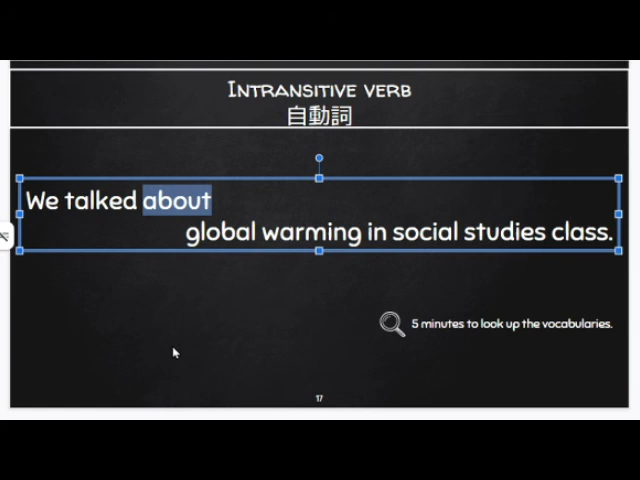 Intransitive verb
自動詞
We talked about
global warming in social studies class.
5 minutes to look up the vocabularies.
17